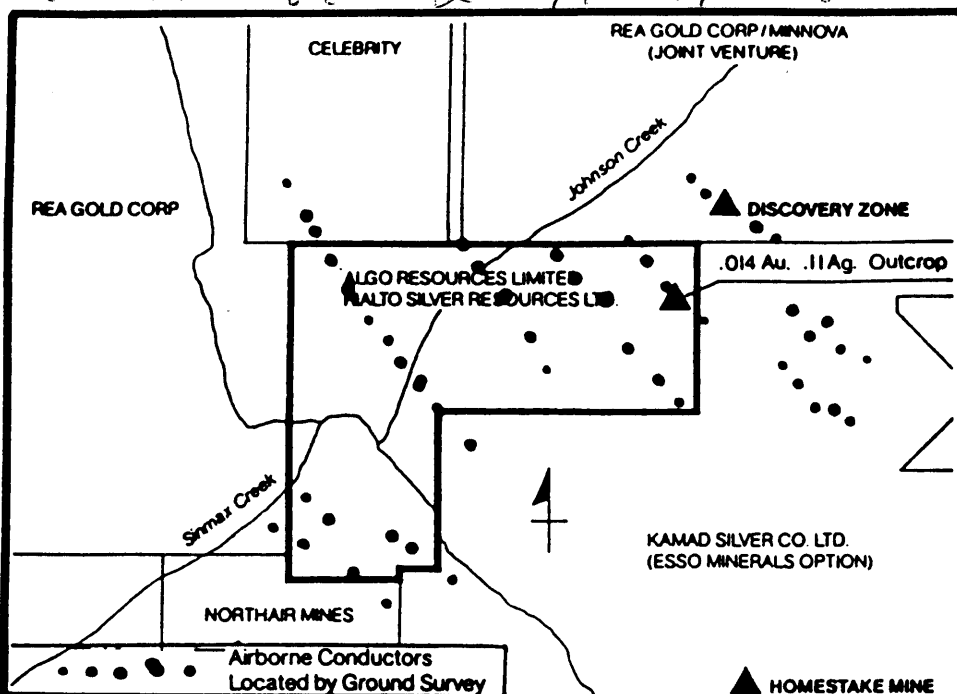 CELEBRITY
REA GOLD CORP/MINNOVA
(JOINT VENTURE)
Johnson Creek
REA GOLD CORP
DISCOVERY ZONE
.014 Au. .11Ag. Outcrop
ALGO RESOURCES LIMITED
RIALTO SILVER RESOURCES LTD.
Sinmax Creek
KAMAD SILVER CO. LTD.
(ESSO MINERALS OPTION)
NORTHAIR MINES
Airborne Conductors
Located by Ground Survey
HOMESTAKE MINE